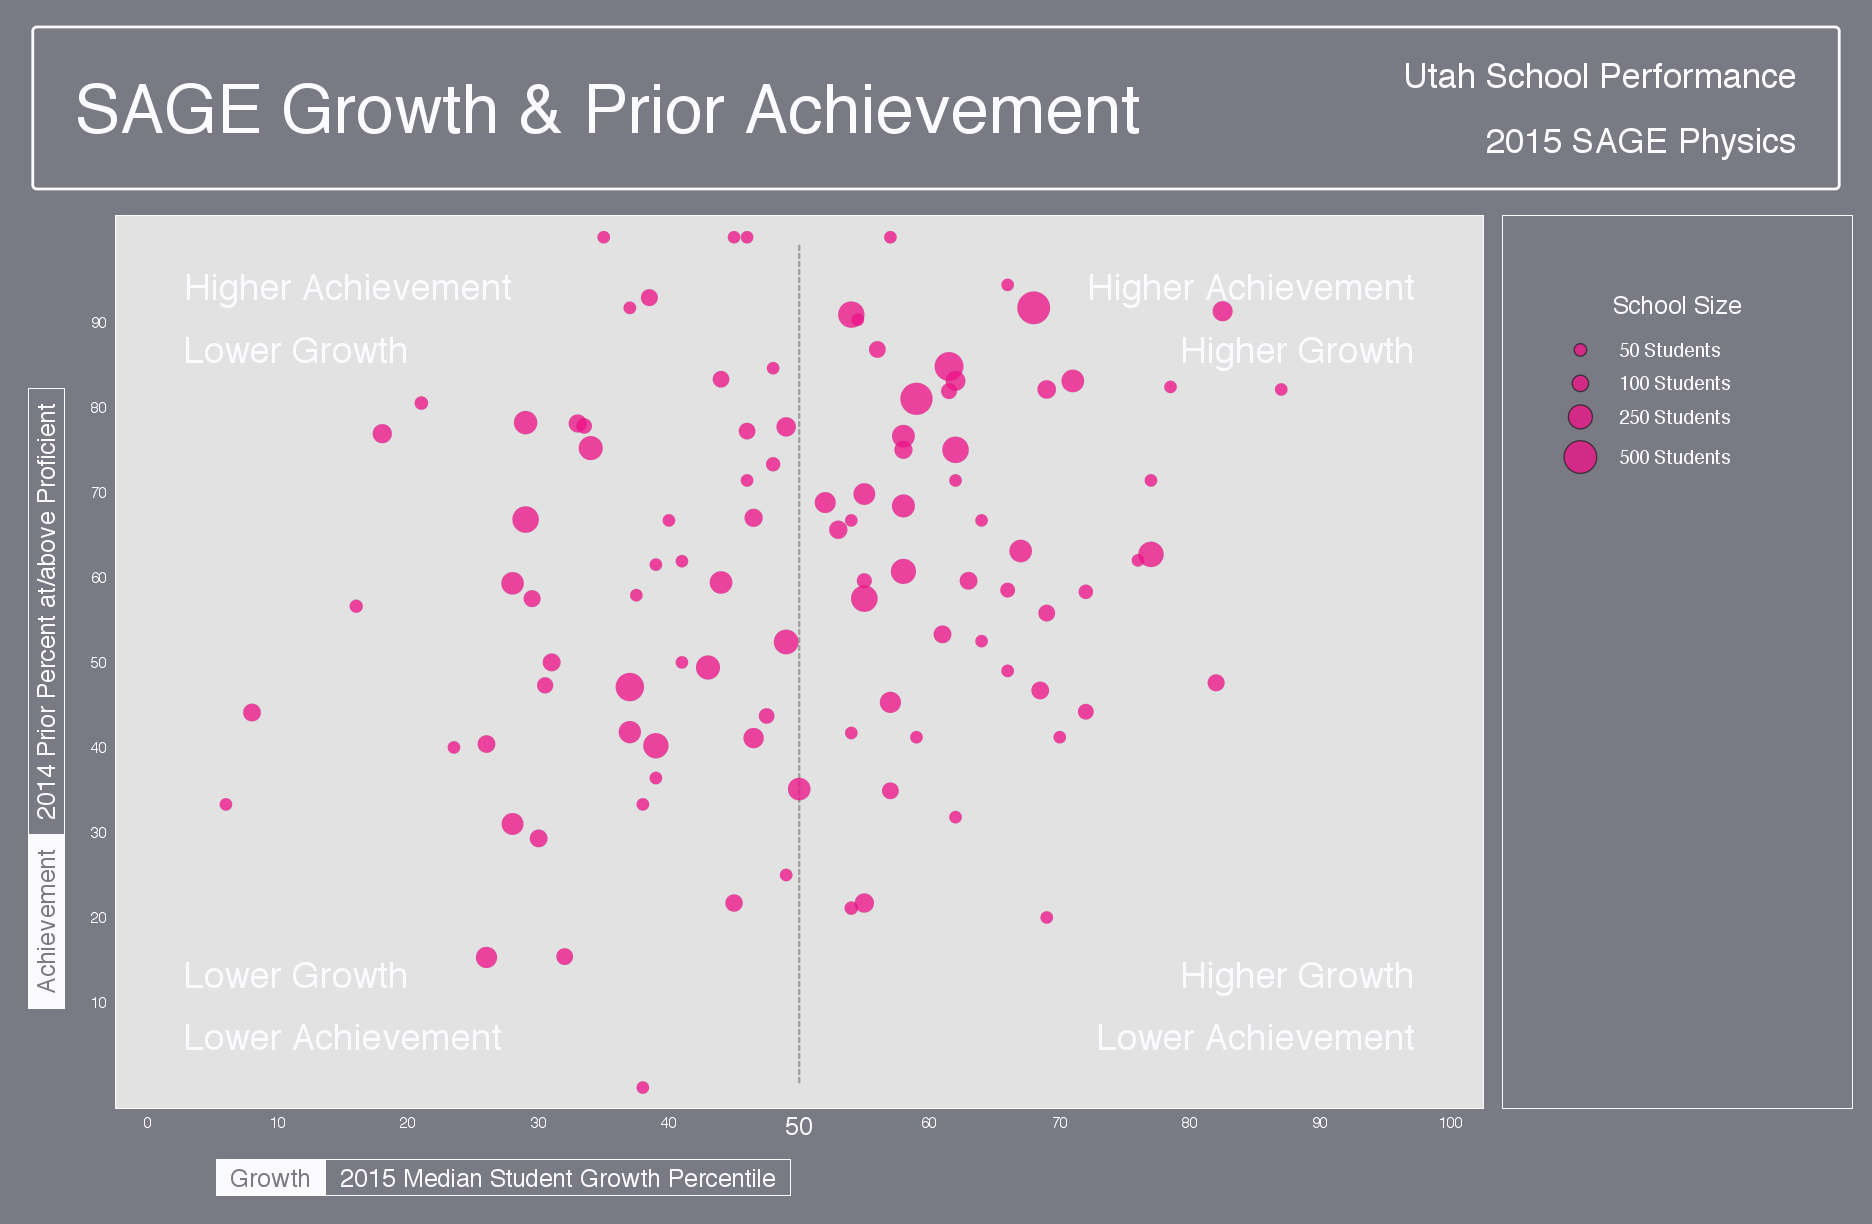 SAGE Growth & Prior Achievement
Utah School Performance
2015 SAGE Physics
Higher Achievement
Lower Growth
Higher Achievement
Higher Growth
Lower Growth
Lower Achievement
Higher Growth
Lower Achievement
90
80
70
60
50
40
30
20
10
Achievement 2014 Prior Percent at/above Proficient
0 10 20 30 40 50 60 70 80 90 100
Growth 2015 Median Student Growth Percentile
School Size
50 Students
100 Students
250 Students
500 Students